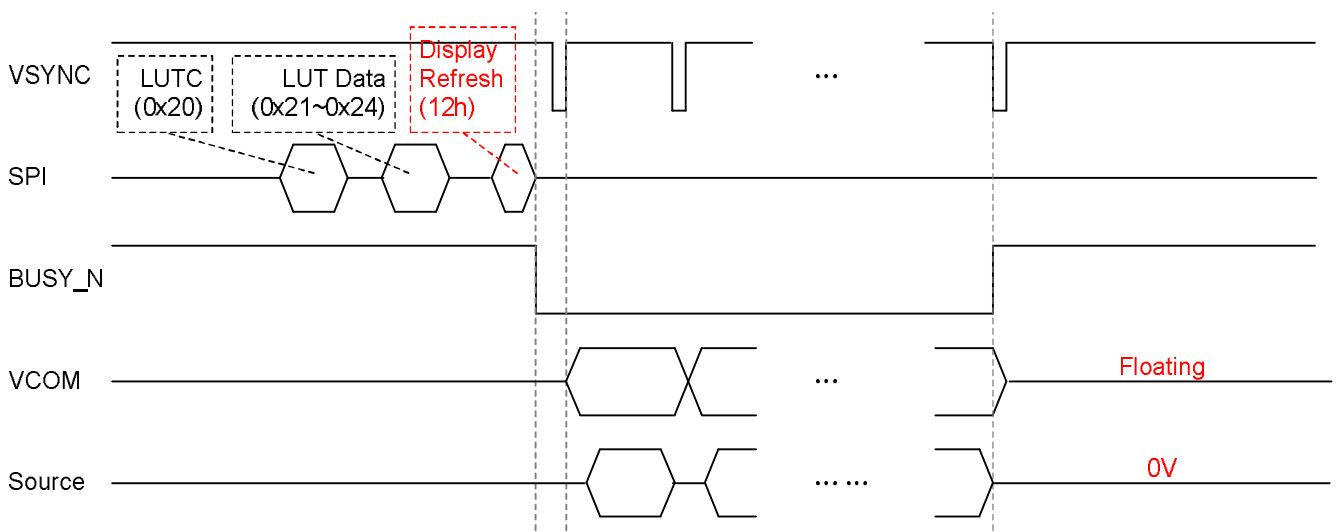 VSYNC
LUTC
(0x20)
LUT Data
(0x21~0x24)
Display
Refresh
(12h)
...
SPI
BUSY_N
VCOM
...
Floating
Source
... ...
0V